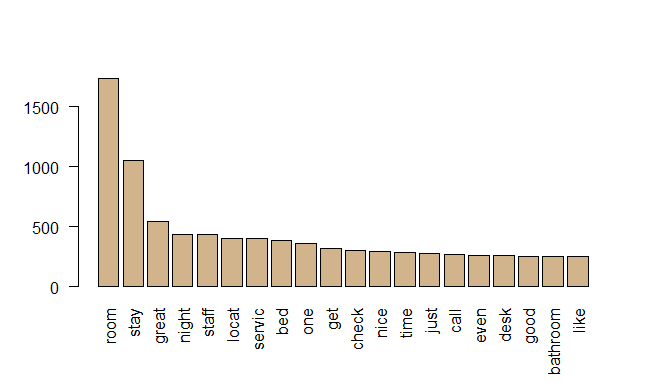 1500
1000
500
0
room stay great night staff locat servic bed one get check nice time just call even desk good bathroom like